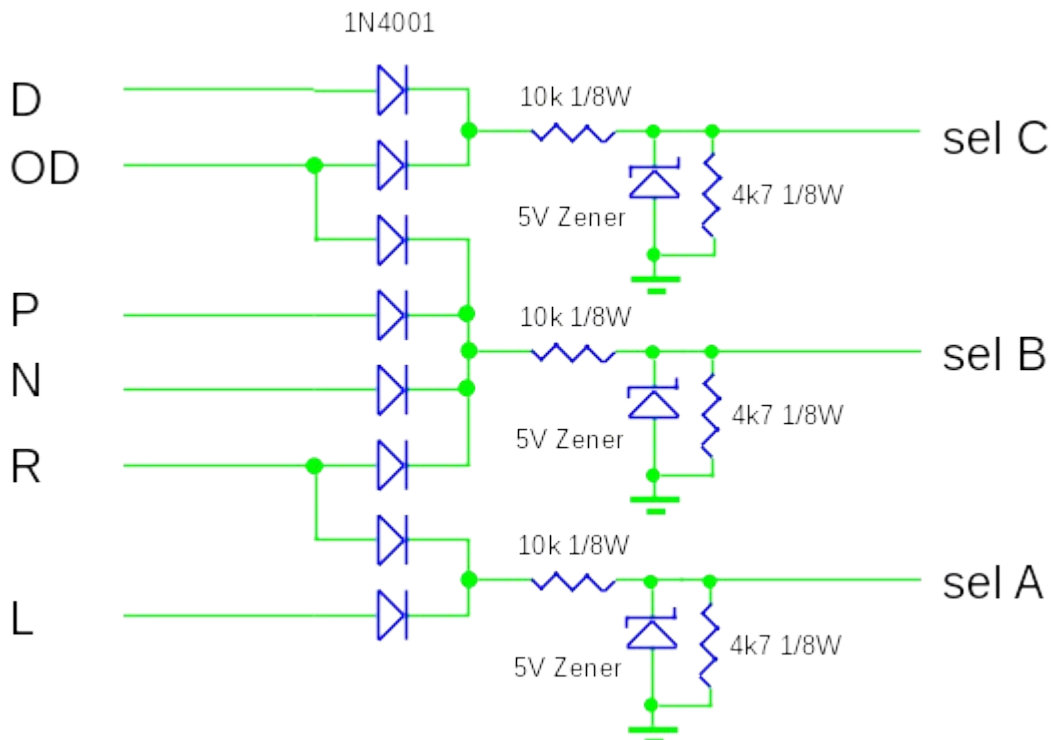 1N4001
D
10k 1/8W
sel C
OD
4k7 1/8W
5V Zener
P
10k 1/8W
sel B
N
4k7 1/8W
5V Zener
R
10k 1/8W
sel A
L
4k7 1/8W
5V Zener